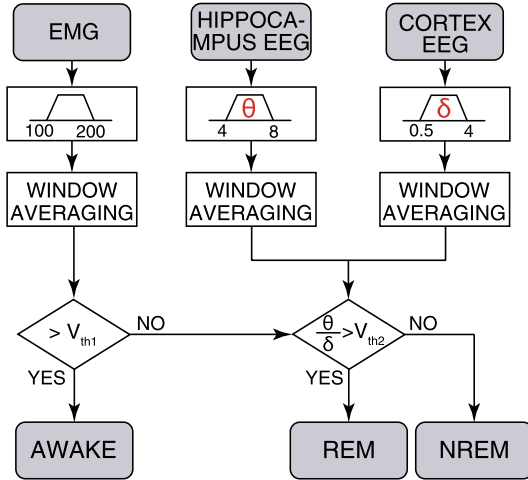 EMG
HIPPOCA-
MPUS EEG
CORTEX
EEG
100 200
θ
4 8
δ
0.5 4
WINDOW
AVERAGING
WINDOW
AVERAGING
WINDOW
AVERAGING
> Vth1
NO
YES
θ
δ
>Vth2
NO
YES
AWAKE
REM
NREM